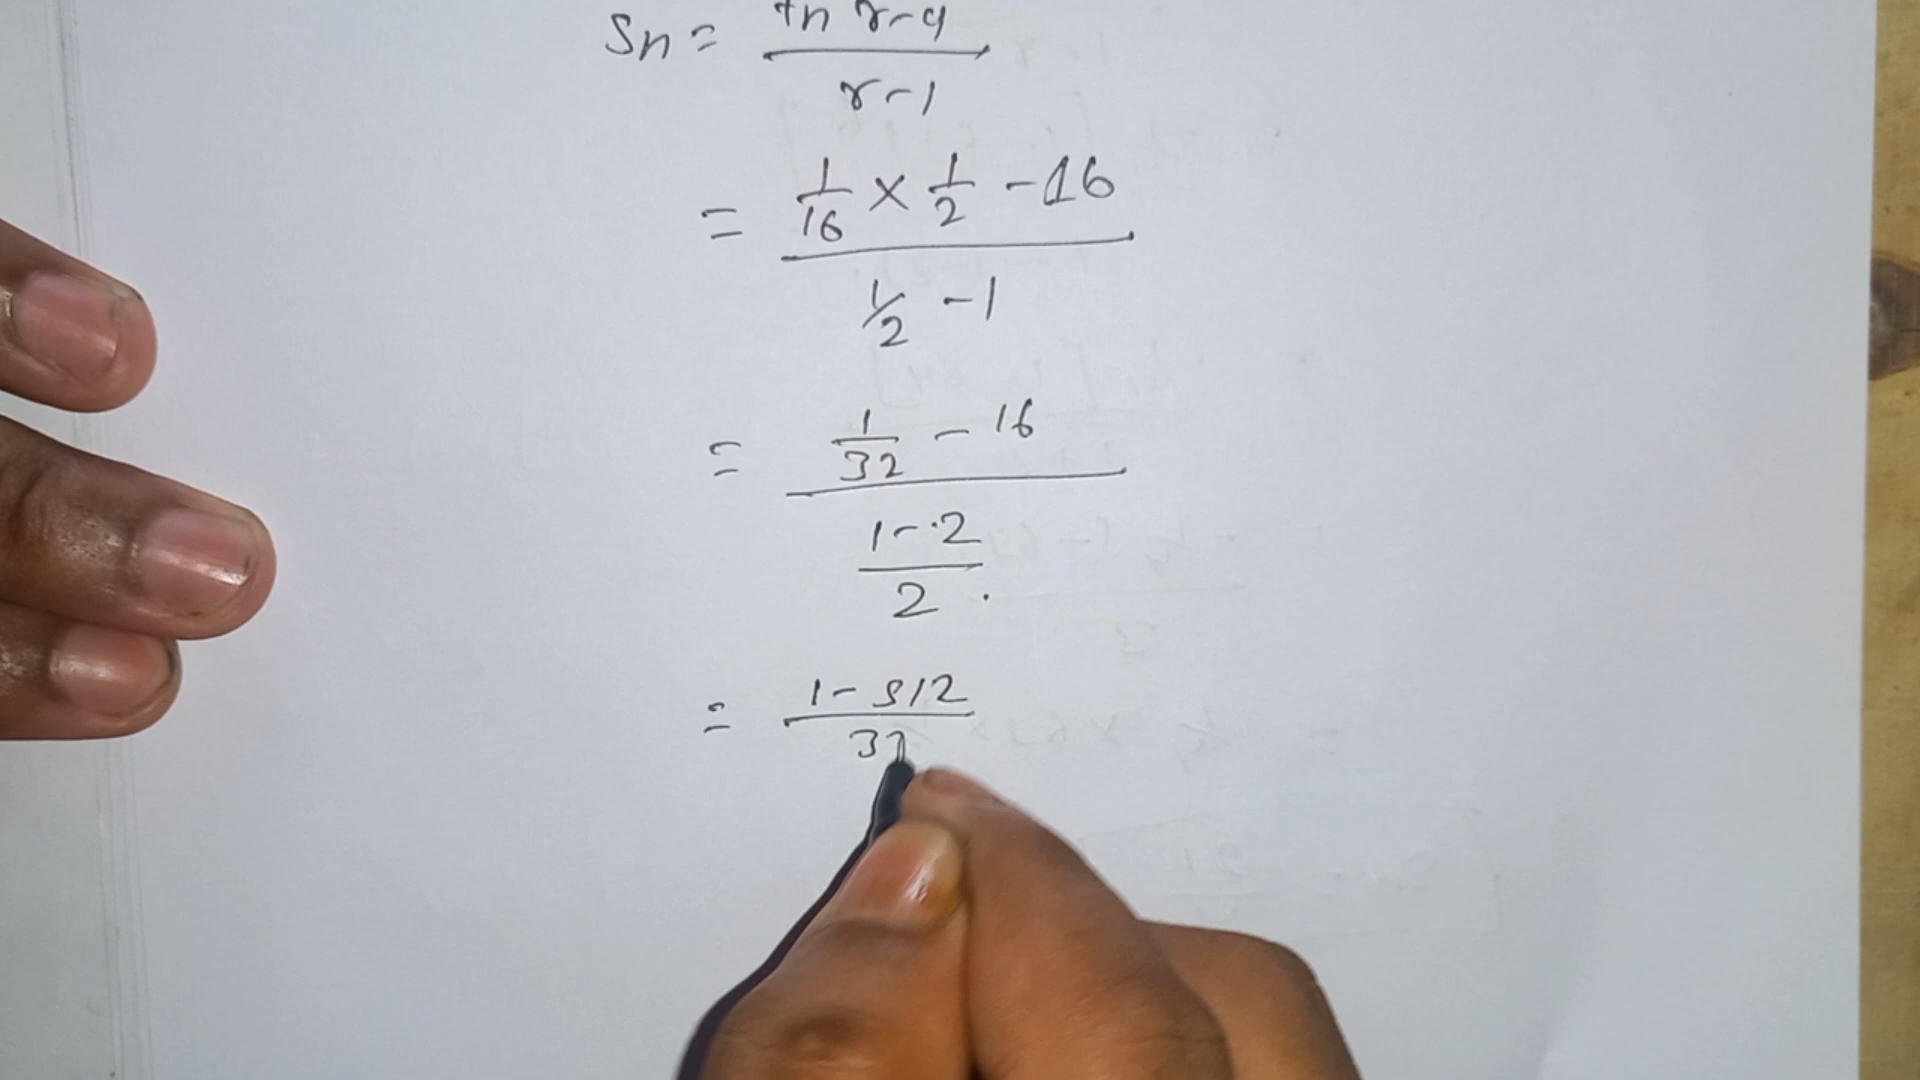 Sn = (tn r - a) / (r - 1)
= (1/16 × 1/2 - 16) / (1/2 - 1)
= (1/32 - 16) / ((1 - 2)/2)
= (1 - 512) / 32